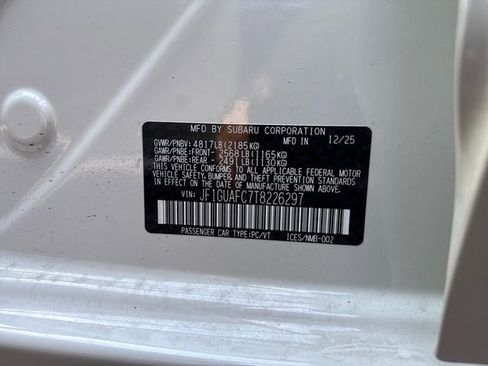 MFD BY SUBARU CORPORATION
MFD IN 12/25
GVWR/PNBV: 4817LB(2185KG)
GAWR/PNBE:FRONT- 2568LB(1165KG)
GAWR/PNBE:REAR - 2491LB(1130KG)
THIS VEHICLE CONFORMS TO ALL APPLICABLE FEDERAL MOTOR
VEHICLE SAFETY, BUMPER, AND THEFT PREVENTION STANDARDS
IN EFFECT ON THE DATE OF MANUFACTURE SHOWN ABOVE.
VIN: JF1GUAFC7T8226297
PASSENGER CAR TYPE:PC/VT ICES/NMB-002